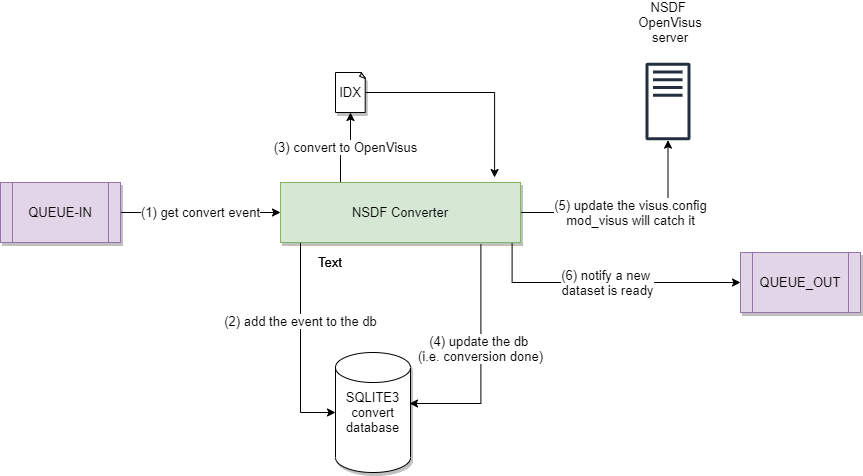 NSDF
OpenVisus
server
IDX
(3) convert to OpenVisus
QUEUE-IN
(1) get convert event
NSDF Converter
(5) update the visus.config
mod_visus will catch it
Text
(6) notify a new
dataset is ready
QUEUE_OUT
(2) add the event to the db
(4) update the db
(i.e. conversion done)
SQLITE3
convert
database